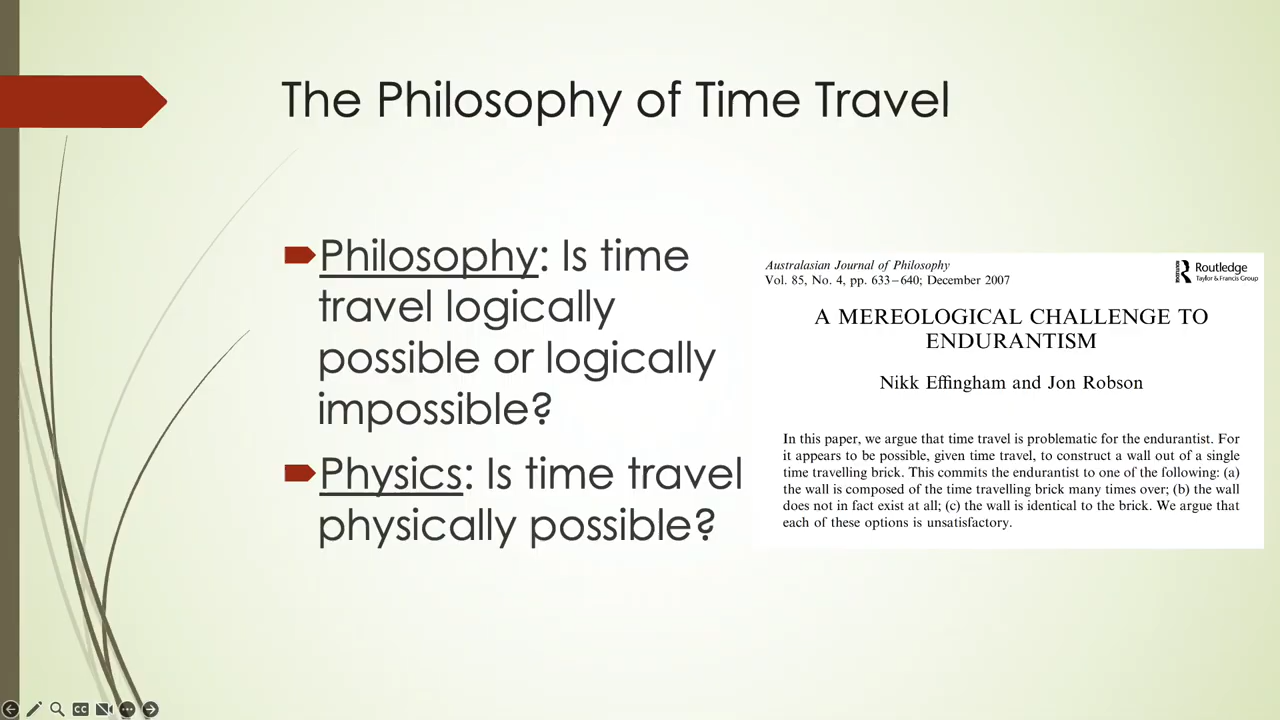 The Philosophy of Time Travel
Philosophy: Is time
travel logically
possible or logically
impossible?
Physics: Is time travel
physically possible?
Australasian Journal of Philosophy
Vol. 85, No. 4, pp. 633–640; December 2007
R Routledge
Taylor & Francis Group
A MEREOLOGICAL CHALLENGE TO
ENDURANTISM
Nikk Effingham and Jon Robson
In this paper, we argue that time travel is problematic for the endurantist. For
it appears to be possible, given time travel, to construct a wall out of a single
time travelling brick. This commits the endurantist to one of the following: (a)
the wall is composed of the time travelling brick many times over; (b) the wall
does not in fact exist at all; (c) the wall is identical to the brick. We argue that
each of these options is unsatisfactory.
CC